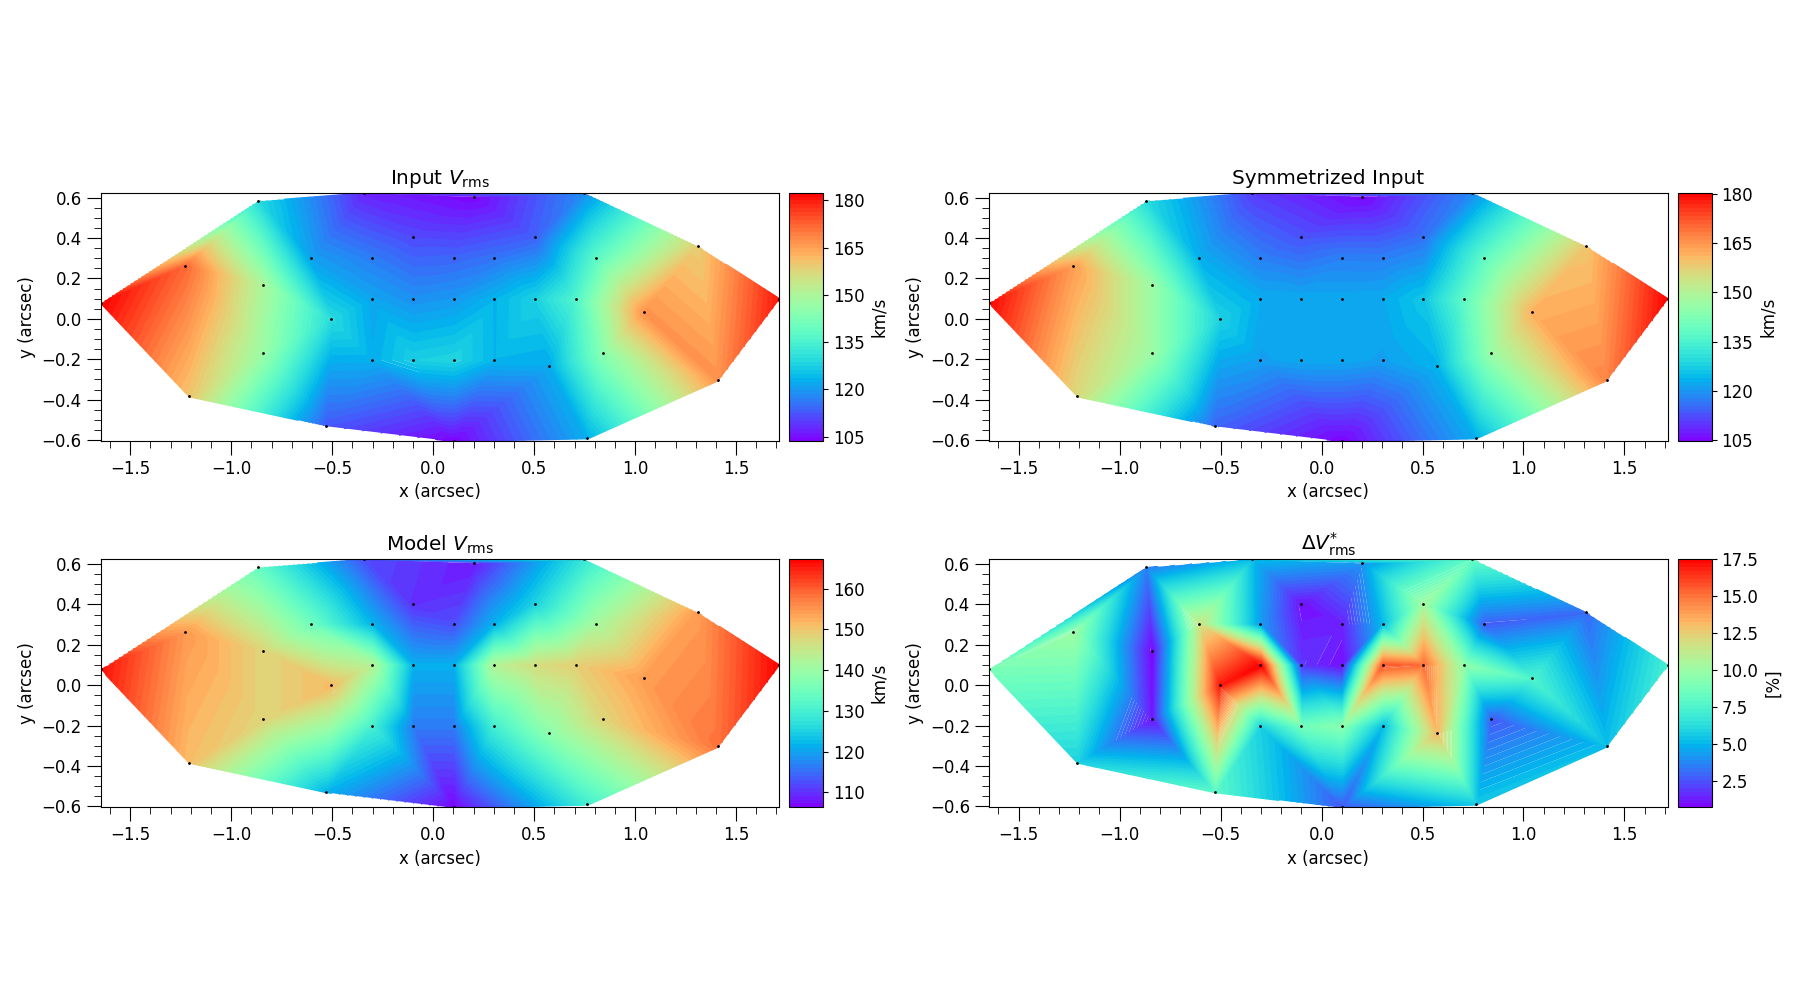 Input V_rms
Symmetrized Input
0.6
0.4
0.2
0.0
−0.2
−0.4
−0.6
y (arcsec)
−1.5 −1.0 −0.5 0.0 0.5 1.0 1.5
x (arcsec)
180
165
150
135
120
105
km/s
0.6
0.4
0.2
0.0
−0.2
−0.4
−0.6
y (arcsec)
−1.5 −1.0 −0.5 0.0 0.5 1.0 1.5
x (arcsec)
180
165
150
135
120
105
km/s
Model V_rms
ΔV*_rms
0.6
0.4
0.2
0.0
−0.2
−0.4
−0.6
y (arcsec)
−1.5 −1.0 −0.5 0.0 0.5 1.0 1.5
x (arcsec)
160
150
140
130
120
110
km/s
0.6
0.4
0.2
0.0
−0.2
−0.4
−0.6
y (arcsec)
−1.5 −1.0 −0.5 0.0 0.5 1.0 1.5
x (arcsec)
17.5
15.0
12.5
10.0
7.5
5.0
2.5
[%]